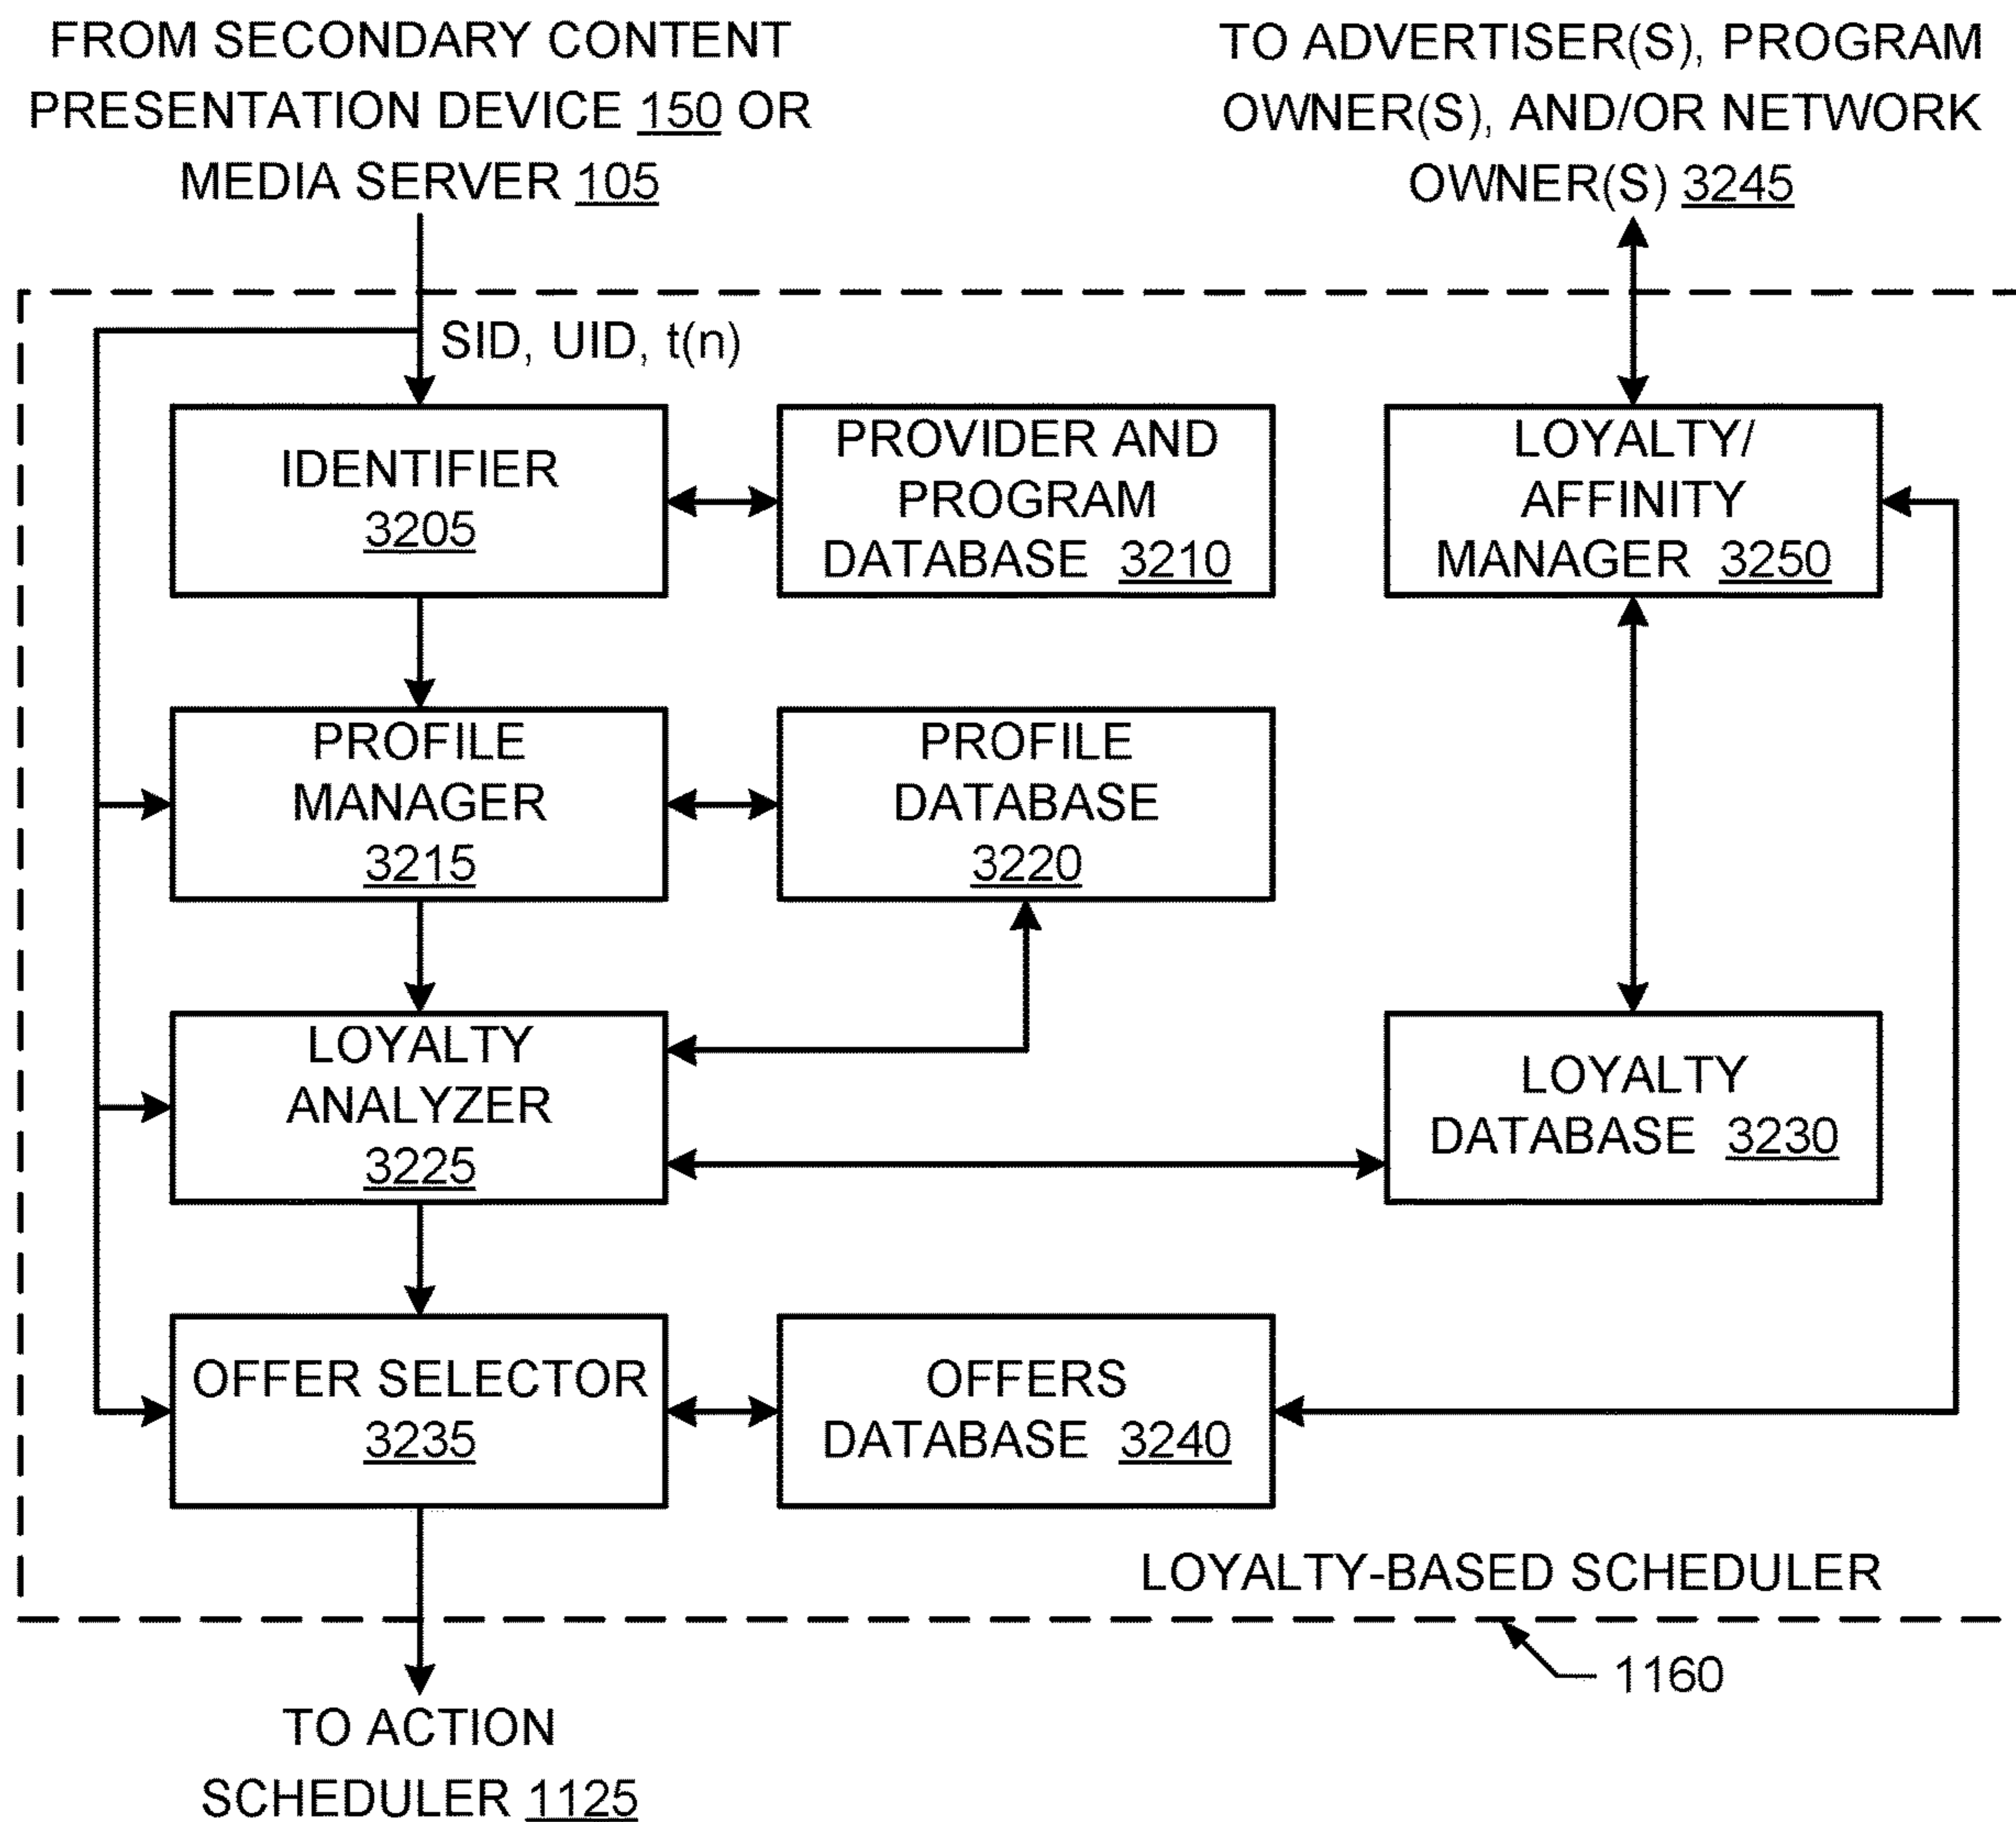 FROM SECONDARY CONTENT
PRESENTATION DEVICE 150 OR
MEDIA SERVER 105
TO ADVERTISER(S), PROGRAM
OWNER(S), AND/OR NETWORK
OWNER(S) 3245
SID, UID, t(n)
IDENTIFIER
3205
PROVIDER AND
PROGRAM
DATABASE 3210
LOYALTY/
AFFINITY
MANAGER 3250
PROFILE
MANAGER
3215
PROFILE
DATABASE
3220
LOYALTY
ANALYZER
3225
LOYALTY
DATABASE 3230
OFFER SELECTOR
3235
OFFERS
DATABASE 3240
LOYALTY-BASED SCHEDULER
1160
TO ACTION
SCHEDULER 1125